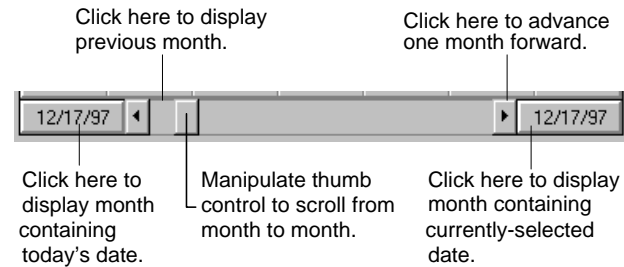 Click here to display
previous month.
Click here to advance
one month forward.
12/17/97
12/17/97
Click here to
display month
containing
today's date.
Manipulate thumb
control to scroll from
month to month.
Click here to display
month containing
currently-selected
date.